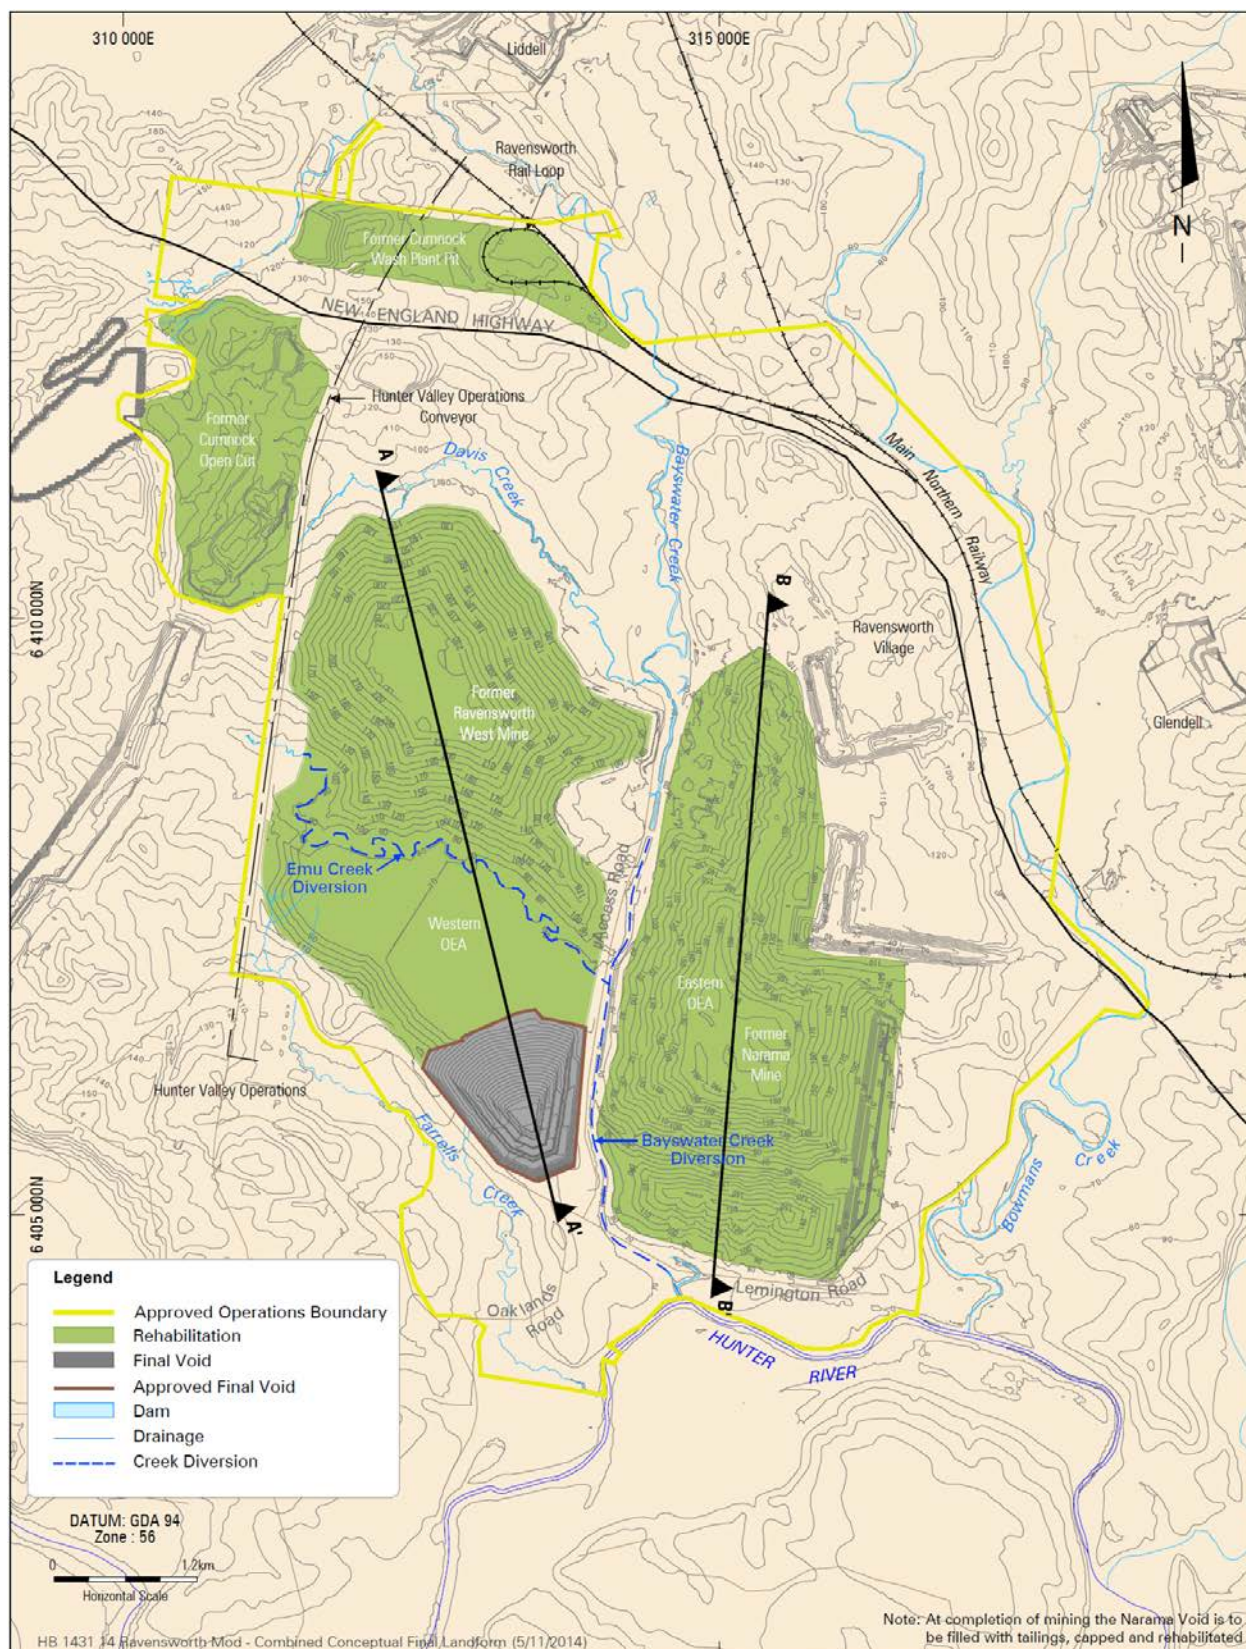 310 000E
315 000E
Liddell
Ravensworth
Rail Loop
N
Former Cumnock
Wash Plant Pit
NEW ENGLAND HIGHWAY
Hunter Valley Operations
Conveyor
Former
Cumnock
Open Cut
A
Davis Creek
Bayswater Creek
Main Northern Railway
B
6 410 000N
Ravensworth
Village
Former
Ravensworth
West Mine
Glendell
Emu Creek
Diversion
Access Road
Western
OEA
Eastern
OEA
Former
Narama
Mine
Hunter Valley Operations
Farrells Creek
Bayswater Creek
Diversion
Bowmans Creek
6 405 000N
A'
B'
Lemington Road
Oaklands
Road
HUNTER RIVER
Legend
Approved Operations Boundary
Rehabilitation
Final Void
Approved Final Void
Dam
Drainage
Creek Diversion
DATUM: GDA 94
Zone : 56
0 1.2km
Horizontal Scale
HB 1431 14 Ravensworth Mod - Combined Conceptual Final Landform (5/11/2014)
Note: At completion of mining the Narama Void is to
be filled with tailings, capped and rehabilitated